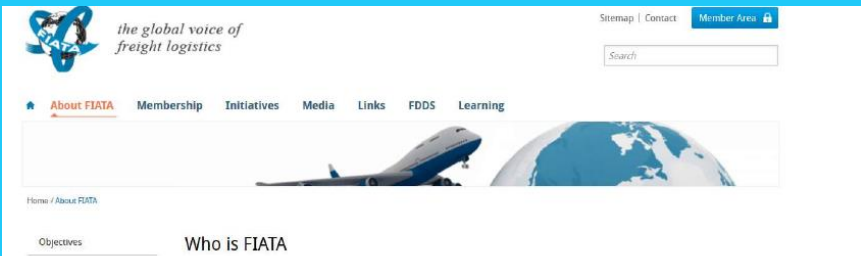 FIATA
the global voice of
freight logistics
Sitemap | Contact
Member Area
Search
About FIATA Membership Initiatives Media Links FDDS Learning
Home / About FIATA
Objectives
Who is FIATA